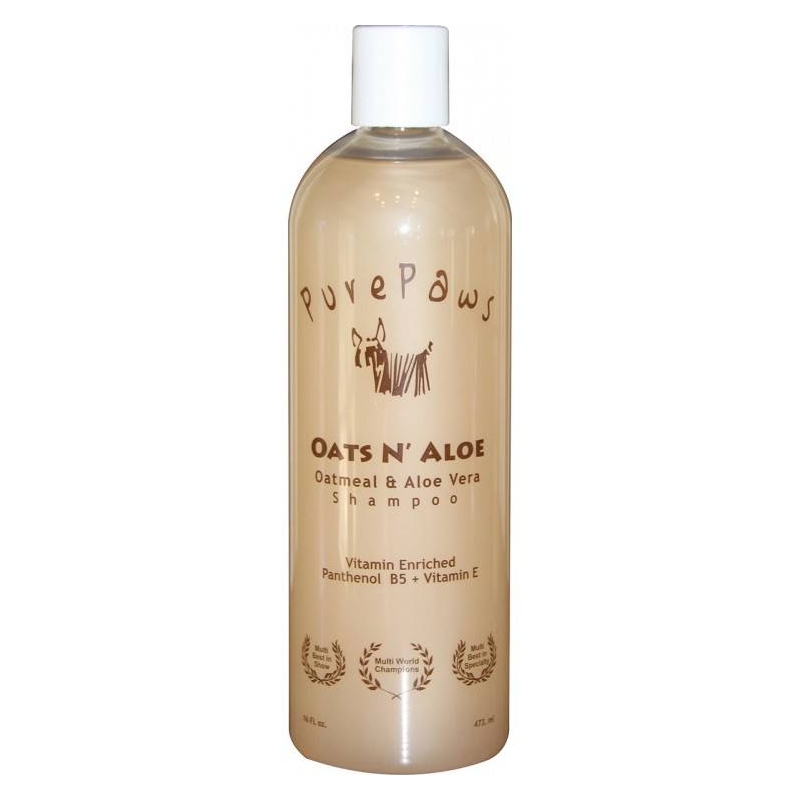 PurePaws
OATS N' ALOE
Oatmeal & Aloe Vera
Shampoo
Vitamin Enriched
Panthenol B5 + Vitamin E
Multi
Best in
Show
Multi World
Champions
Multi
Best in
Specialty
16 FL oz.
473. ml